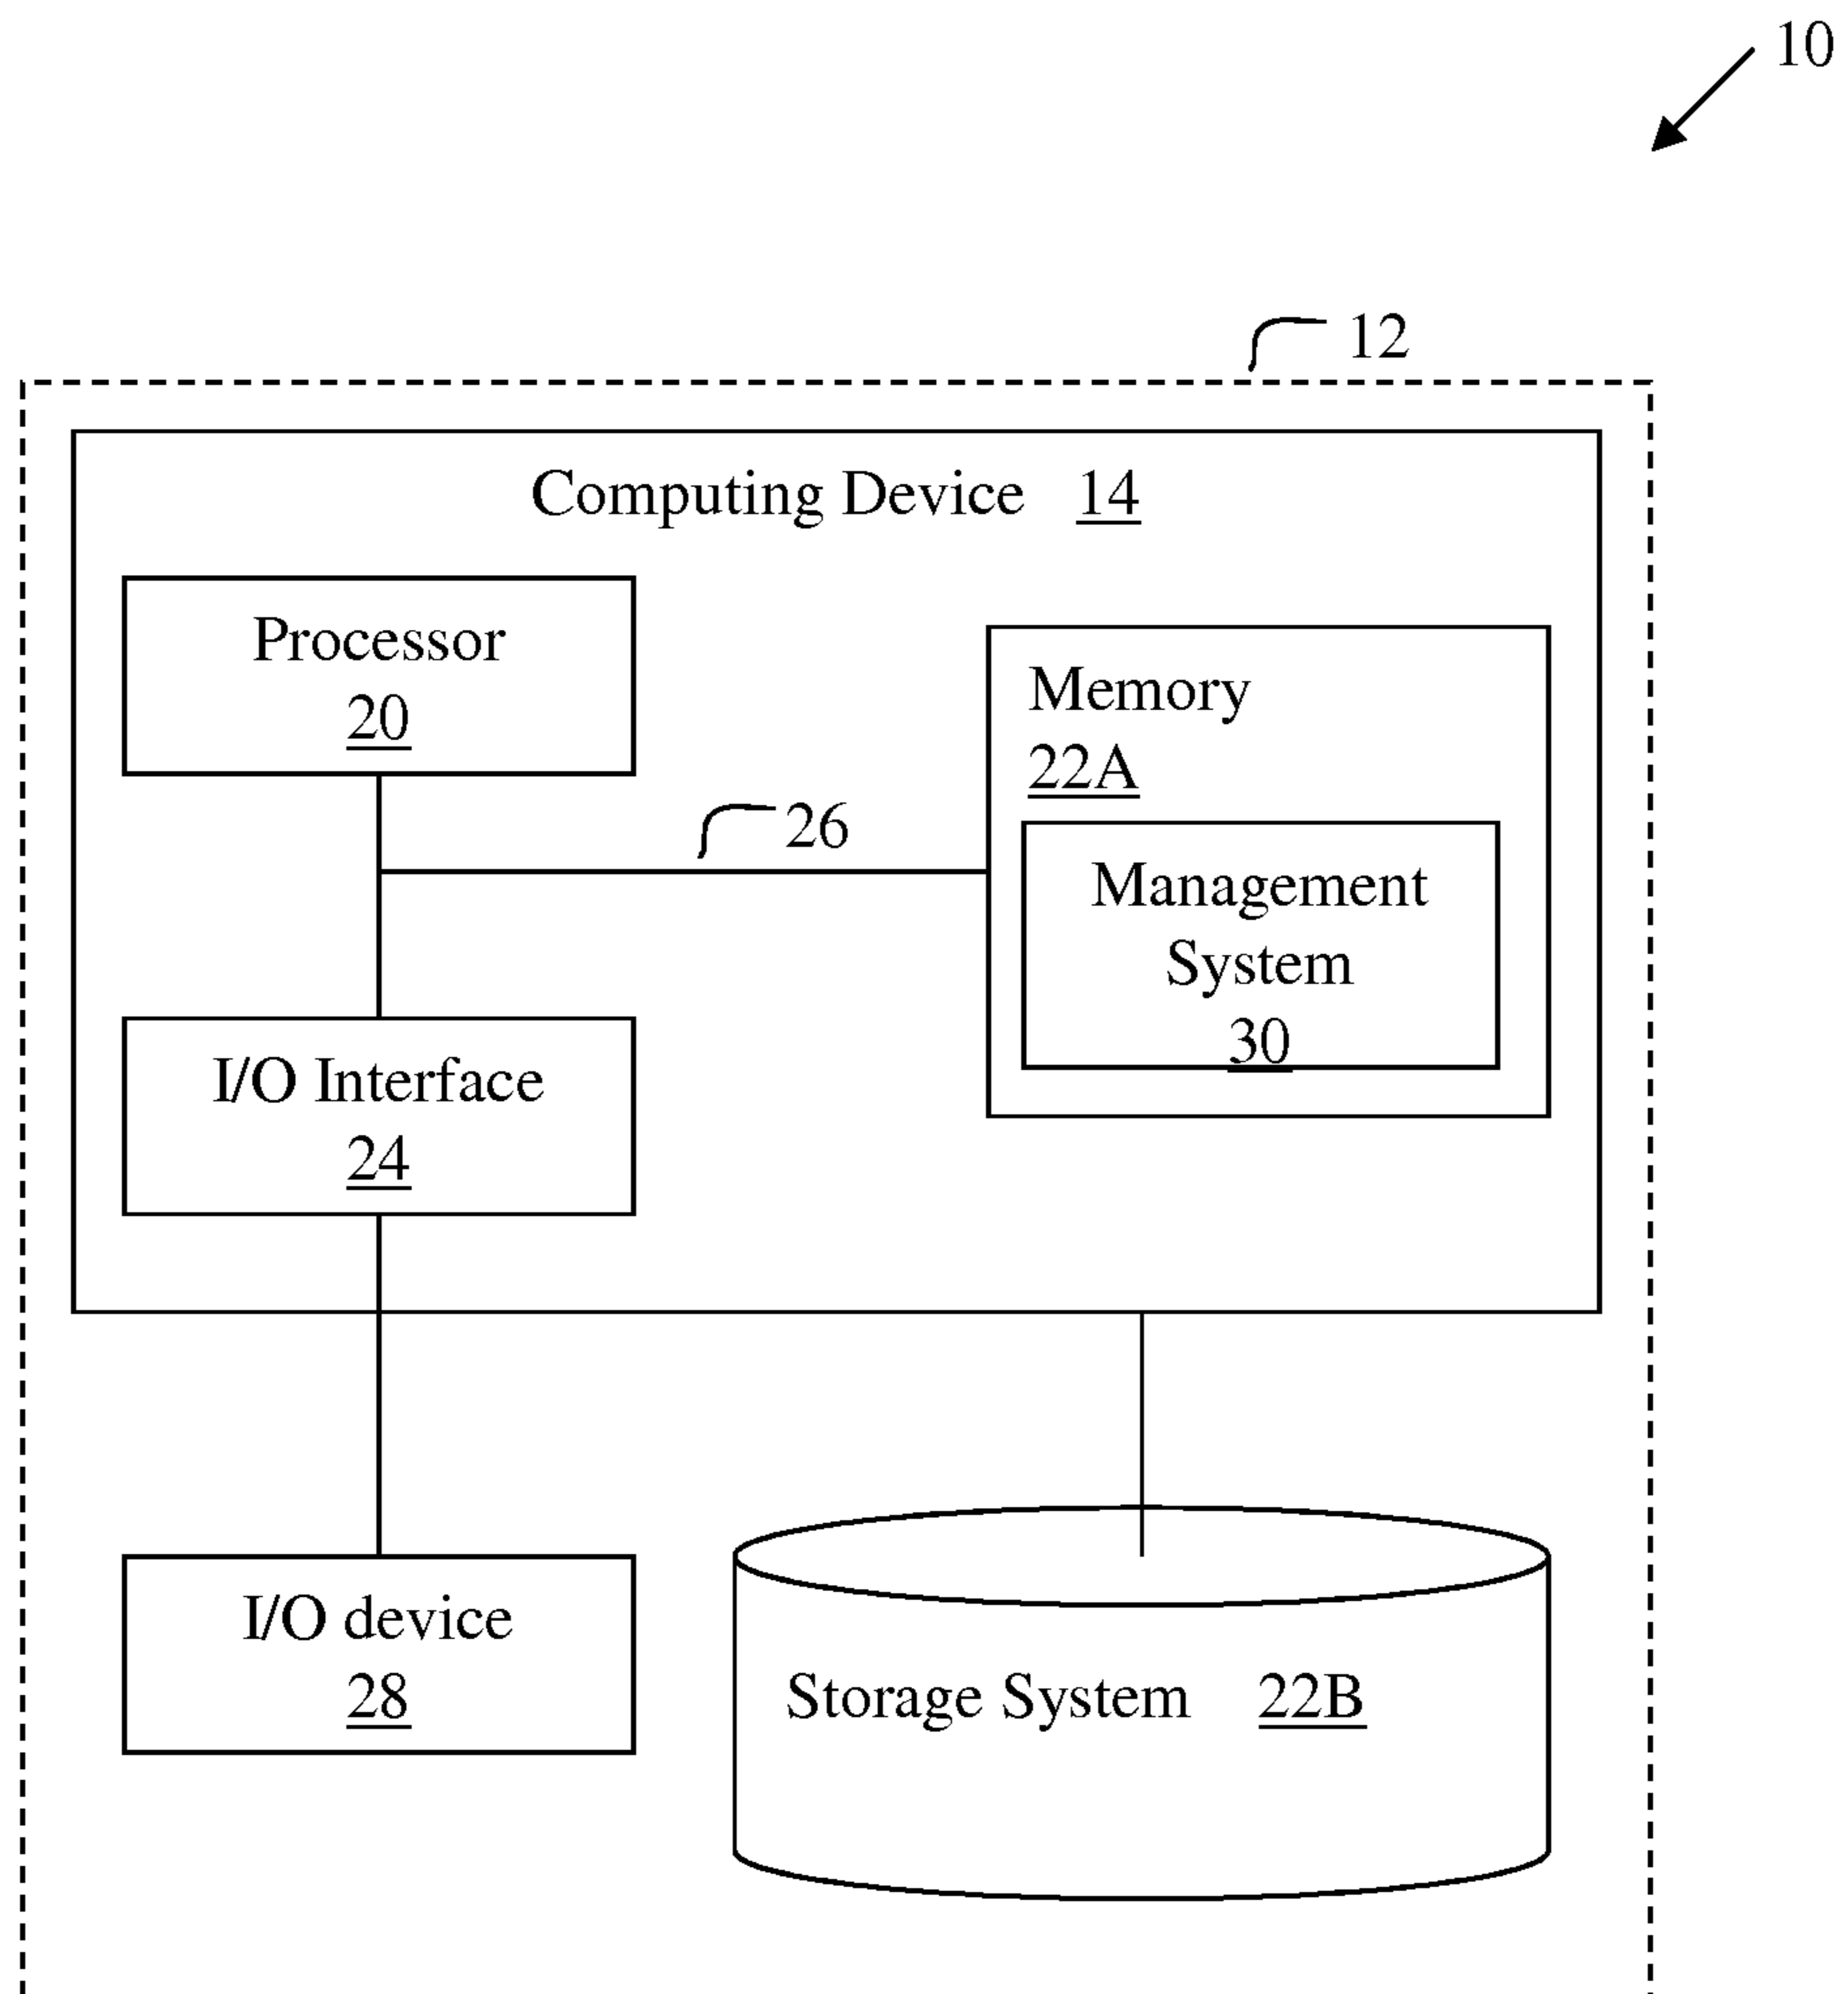 10
12
Computing Device 14
Processor
20
Memory
22A
26
Management
System
30
I/O Interface
24
I/O device
28
Storage System 22B